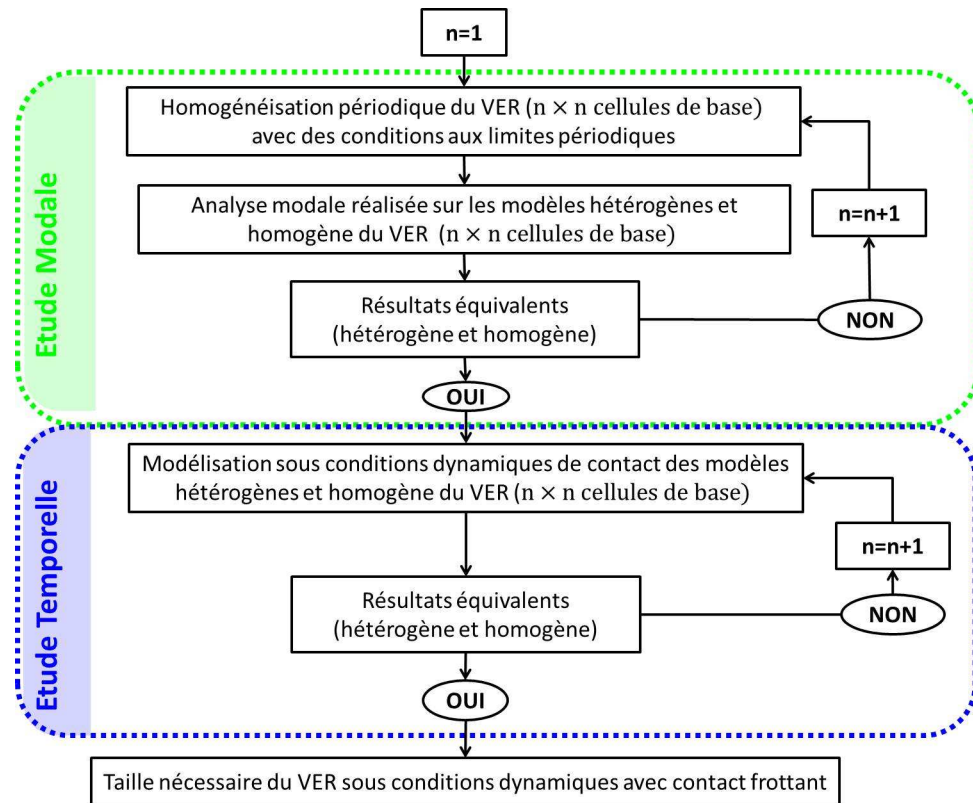 n=1
Homogénéisation périodique du VER (n × n cellules de base)
avec des conditions aux limites périodiques
Analyse modale réalisée sur les modèles hétérogènes et
homogène du VER (n × n cellules de base)
n=n+1
Résultats équivalents
(hétérogène et homogène)
NON
OUI
Etude Modale
Modélisation sous conditions dynamiques de contact des modèles
hétérogènes et homogène du VER (n × n cellules de base)
n=n+1
Résultats équivalents
(hétérogène et homogène)
NON
OUI
Etude Temporelle
Taille nécessaire du VER sous conditions dynamiques avec contact frottant